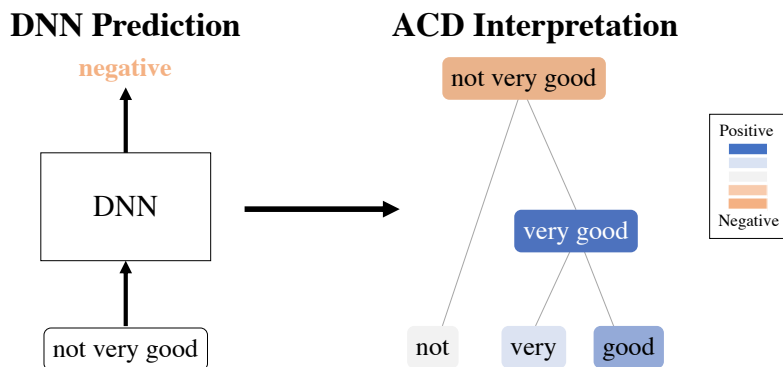 DNN Prediction
negative
DNN
not very good
ACD Interpretation
not very good
very good
not
very
good
Positive
Negative